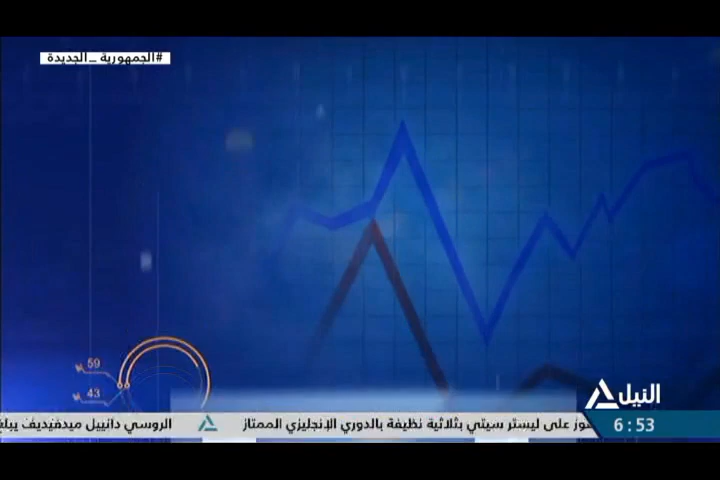 #الجمهورية_الجديدة
59
43
النيل
6:53
فوز على ليستر سيتي بثلاثية نظيفة بالدوري الإنجليزي الممتاز
الروسي دانييل ميدفيديف يبلغ